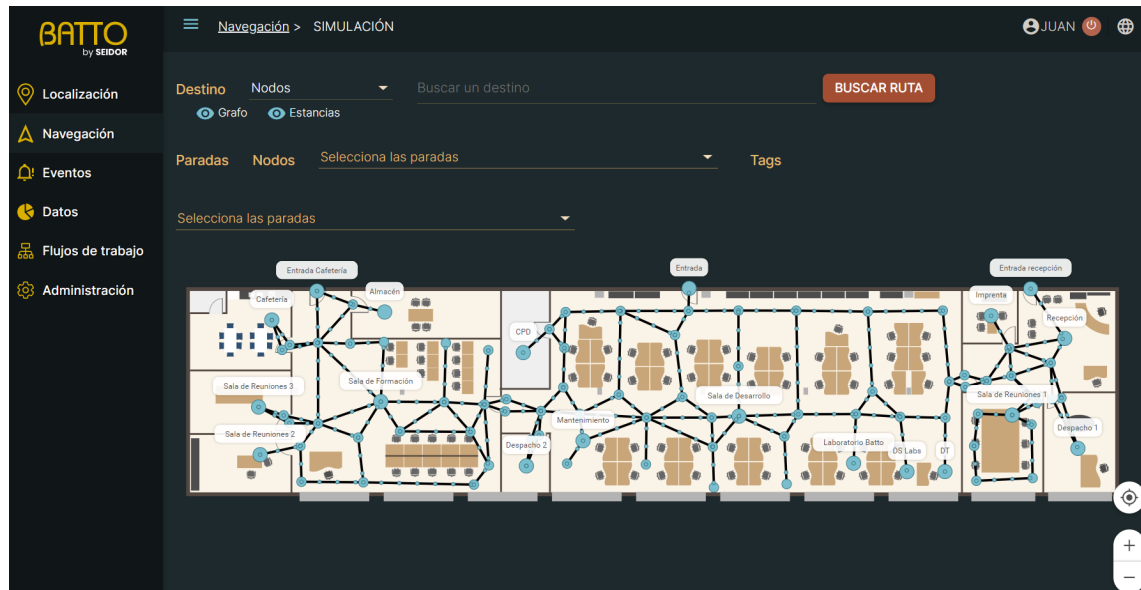 BATTO
by SEIDOR
Navegación > SIMULACIÓN
JUAN
Localización
Navegación
Eventos
Datos
Flujos de trabajo
Administración
Destino Nodos Buscar un destino BUSCAR RUTA
Grafo Estancias
Paradas Nodos Selecciona las paradas Tags
Selecciona las paradas
Entrada Cafetería Entrada Entrada recepción
Cafetería Almacén Imprenta
Recepción
CPD
Sala de Reuniones 3 Sala de Formación Sala de Desarrollo Sala de Reuniones 1
Mantenimiento
Sala de Reuniones 2 Despacho 1
Despacho 2 Laboratorio Batto DS Labs DT
+
−